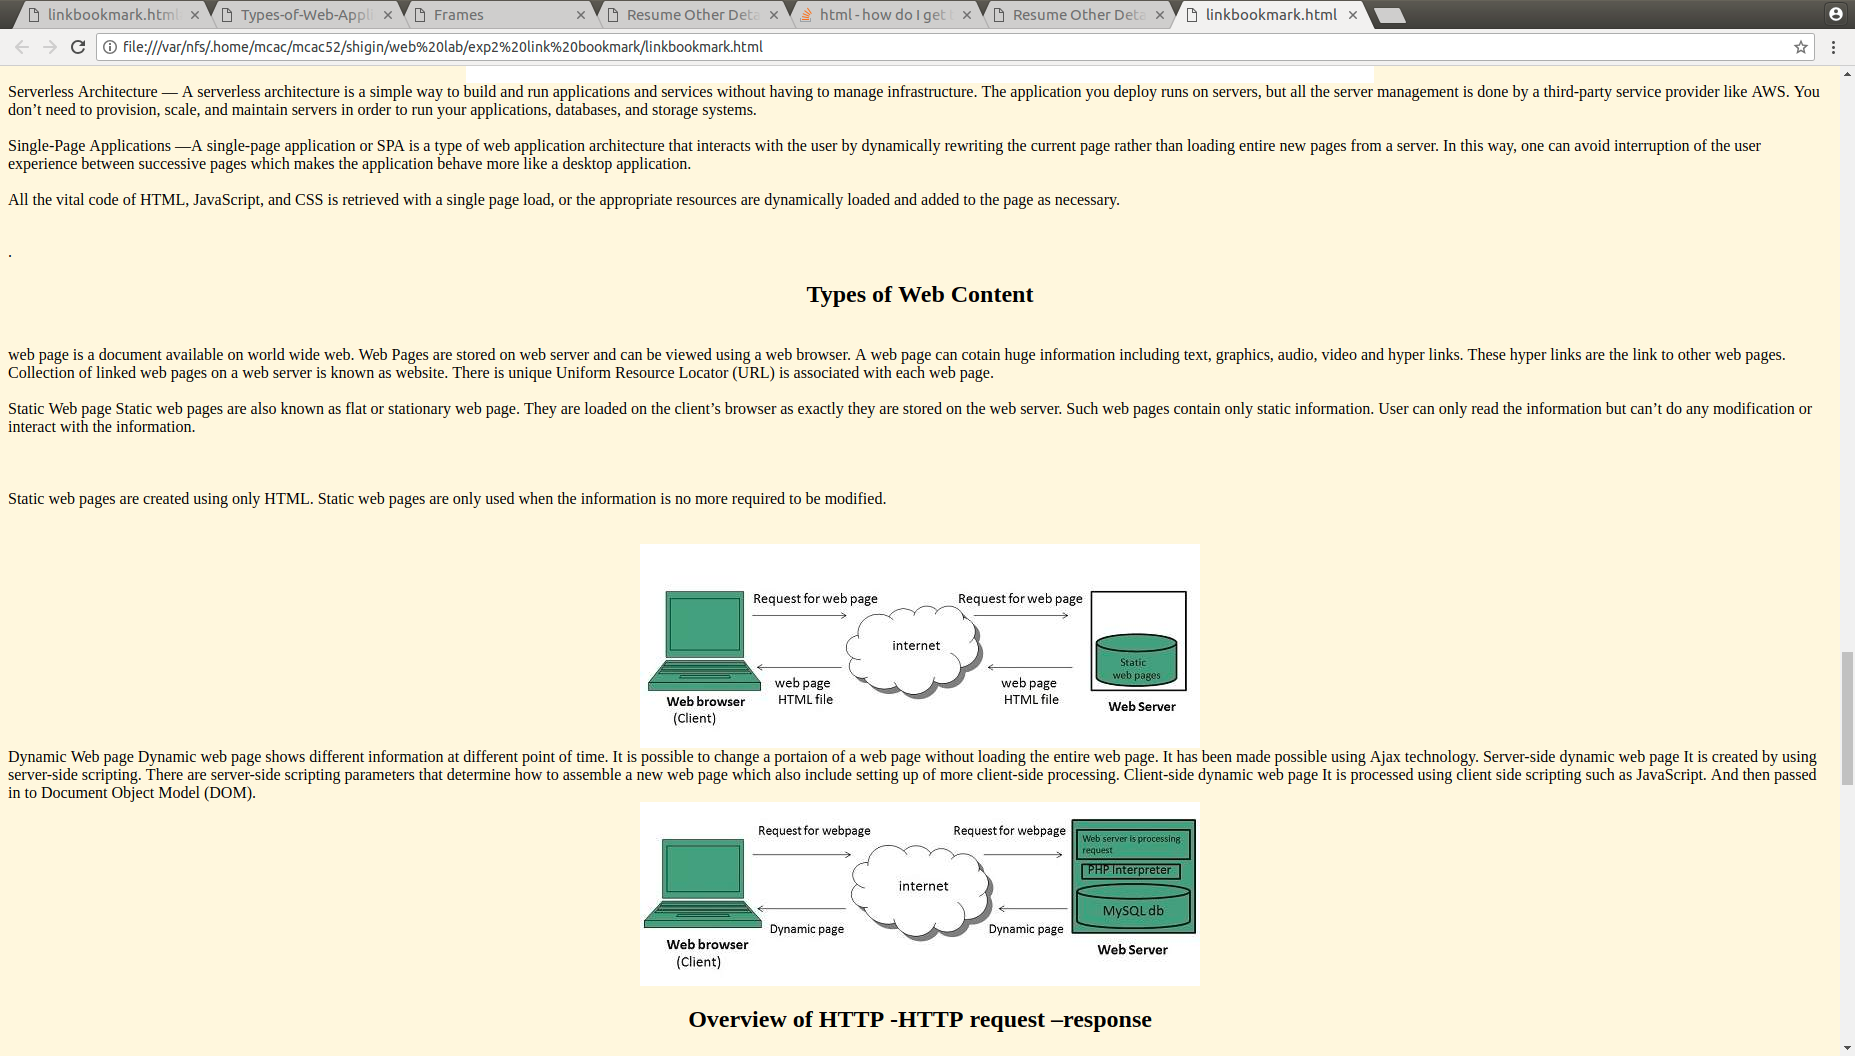 linkbookmark.html
Types-of-Web-Appli
Frames
Resume Other Deta
html - how do I get
Resume Other Deta
linkbookmark.html
file:///var/nfs/.home/mcac/mcac52/shigin/web%20lab/exp2%20link%20bookmark/linkbookmark.html
Serverless Architecture — A serverless architecture is a simple way to build and run applications and services without having to manage infrastructure. The application you deploy runs on servers, but all the server management is done by a third-party service provider like AWS. You
don’t need to provision, scale, and maintain servers in order to run your applications, databases, and storage systems.
Single-Page Applications —A single-page application or SPA is a type of web application architecture that interacts with the user by dynamically rewriting the current page rather than loading entire new pages from a server. In this way, one can avoid interruption of the user
experience between successive pages which makes the application behave more like a desktop application.
All the vital code of HTML, JavaScript, and CSS is retrieved with a single page load, or the appropriate resources are dynamically loaded and added to the page as necessary.
.
Types of Web Content
web page is a document available on world wide web. Web Pages are stored on web server and can be viewed using a web browser. A web page can cotain huge information including text, graphics, audio, video and hyper links. These hyper links are the link to other web pages.
Collection of linked web pages on a web server is known as website. There is unique Uniform Resource Locator (URL) is associated with each web page.
Static Web page Static web pages are also known as flat or stationary web page. They are loaded on the client’s browser as exactly they are stored on the web server. Such web pages contain only static information. User can only read the information but can’t do any modification or
interact with the information.
Static web pages are created using only HTML. Static web pages are only used when the information is no more required to be modified.
Request for web page
Request for web page
internet
Static
web pages
web page
HTML file
web page
HTML file
Web browser
(Client)
Web Server
Dynamic Web page Dynamic web page shows different information at different point of time. It is possible to change a portaion of a web page without loading the entire web page. It has been made possible using Ajax technology. Server-side dynamic web page It is created by using
server-side scripting. There are server-side scripting parameters that determine how to assemble a new web page which also include setting up of more client-side processing. Client-side dynamic web page It is processed using client side scripting such as JavaScript. And then passed
in to Document Object Model (DOM).
Request for webpage
Request for webpage
Web server is processing
request
PHP Interpreter
internet
MySQL db
Dynamic page
Dynamic page
Web browser
(Client)
Web Server
Overview of HTTP -HTTP request –response